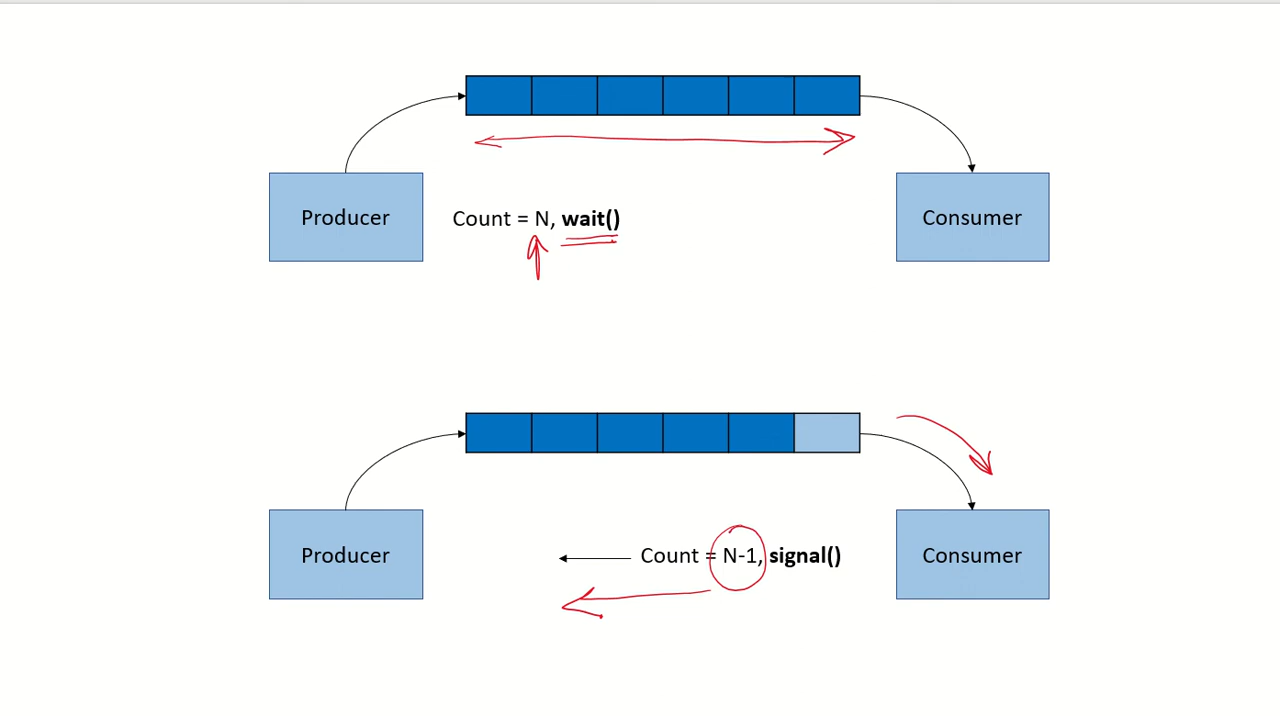 Producer
Count = N, wait()
Consumer
Producer
Count = N-1, signal()
Consumer